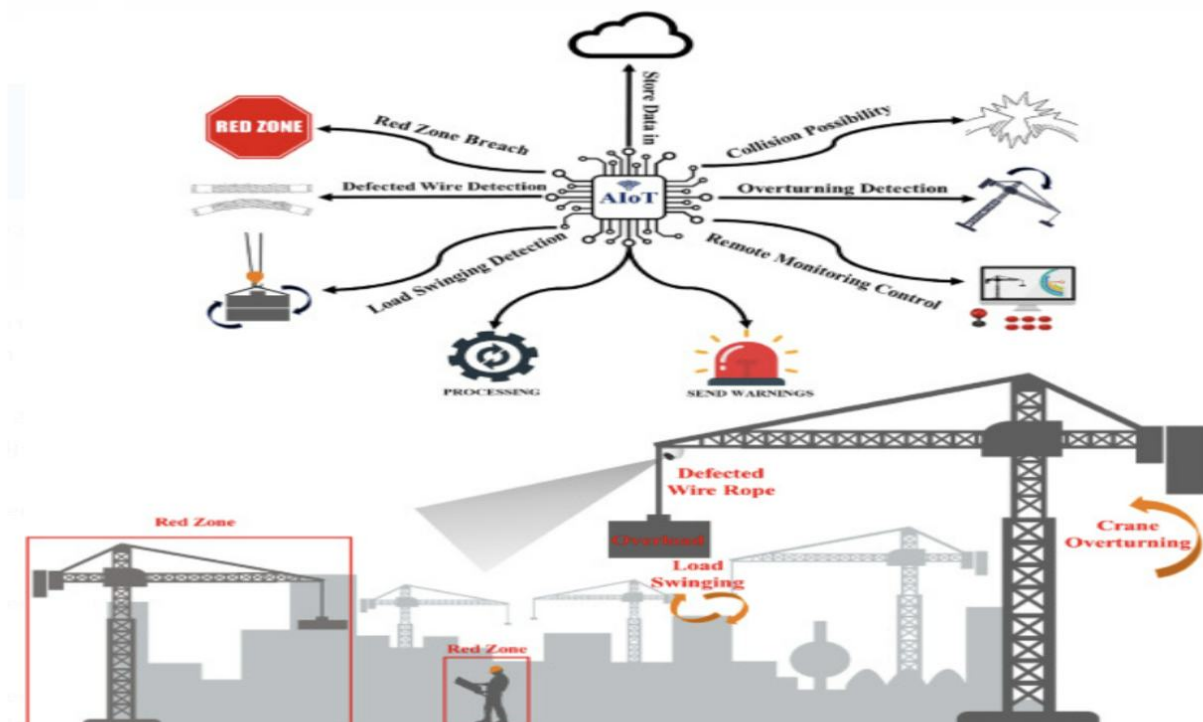 Store Data in
RED ZONE
Red Zone Breach
Collision Possibility
Defected Wire Detection
AIoT
Overturning Detection
Load Swinging Detection
Remote Monitoring Control
PROCESSING
SEND WARNINGS
Defected
Wire Rope
Red Zone
Overload
Crane
Overturning
Load
Swinging
Red Zone